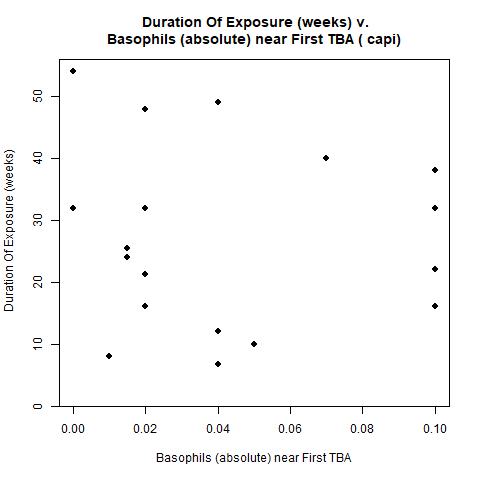 Duration Of Exposure (weeks) v.
Basophils (absolute) near First TBA ( capi)
Duration Of Exposure (weeks)
50
40
30
20
10
0
0.00 0.02 0.04 0.06 0.08 0.10
Basophils (absolute) near First TBA